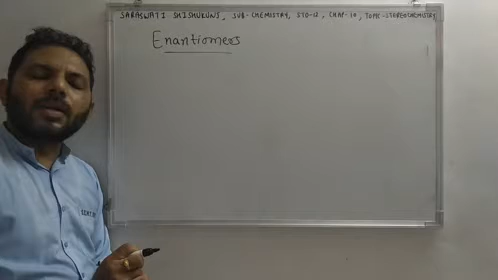 SARASWATI SHISHUKUNJ, SUB-CHEMISTRY, STD-12, CHAP-10, TOPIC-STEREOCHEMISTRY
Enantiomers